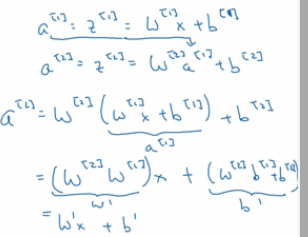 a^[1] = z^[1] = W^[1] x + b^[1]
a^[2] = z^[2] = W^[2] a^[1] + b^[2]
a^[2] = W^[2] (W^[1] x + b^[1]) + b^[2]
a^[1]
= (W^[2] W^[1]) x + (W^[2] b^[1] + b^[2])
W' b'
= W' x + b'